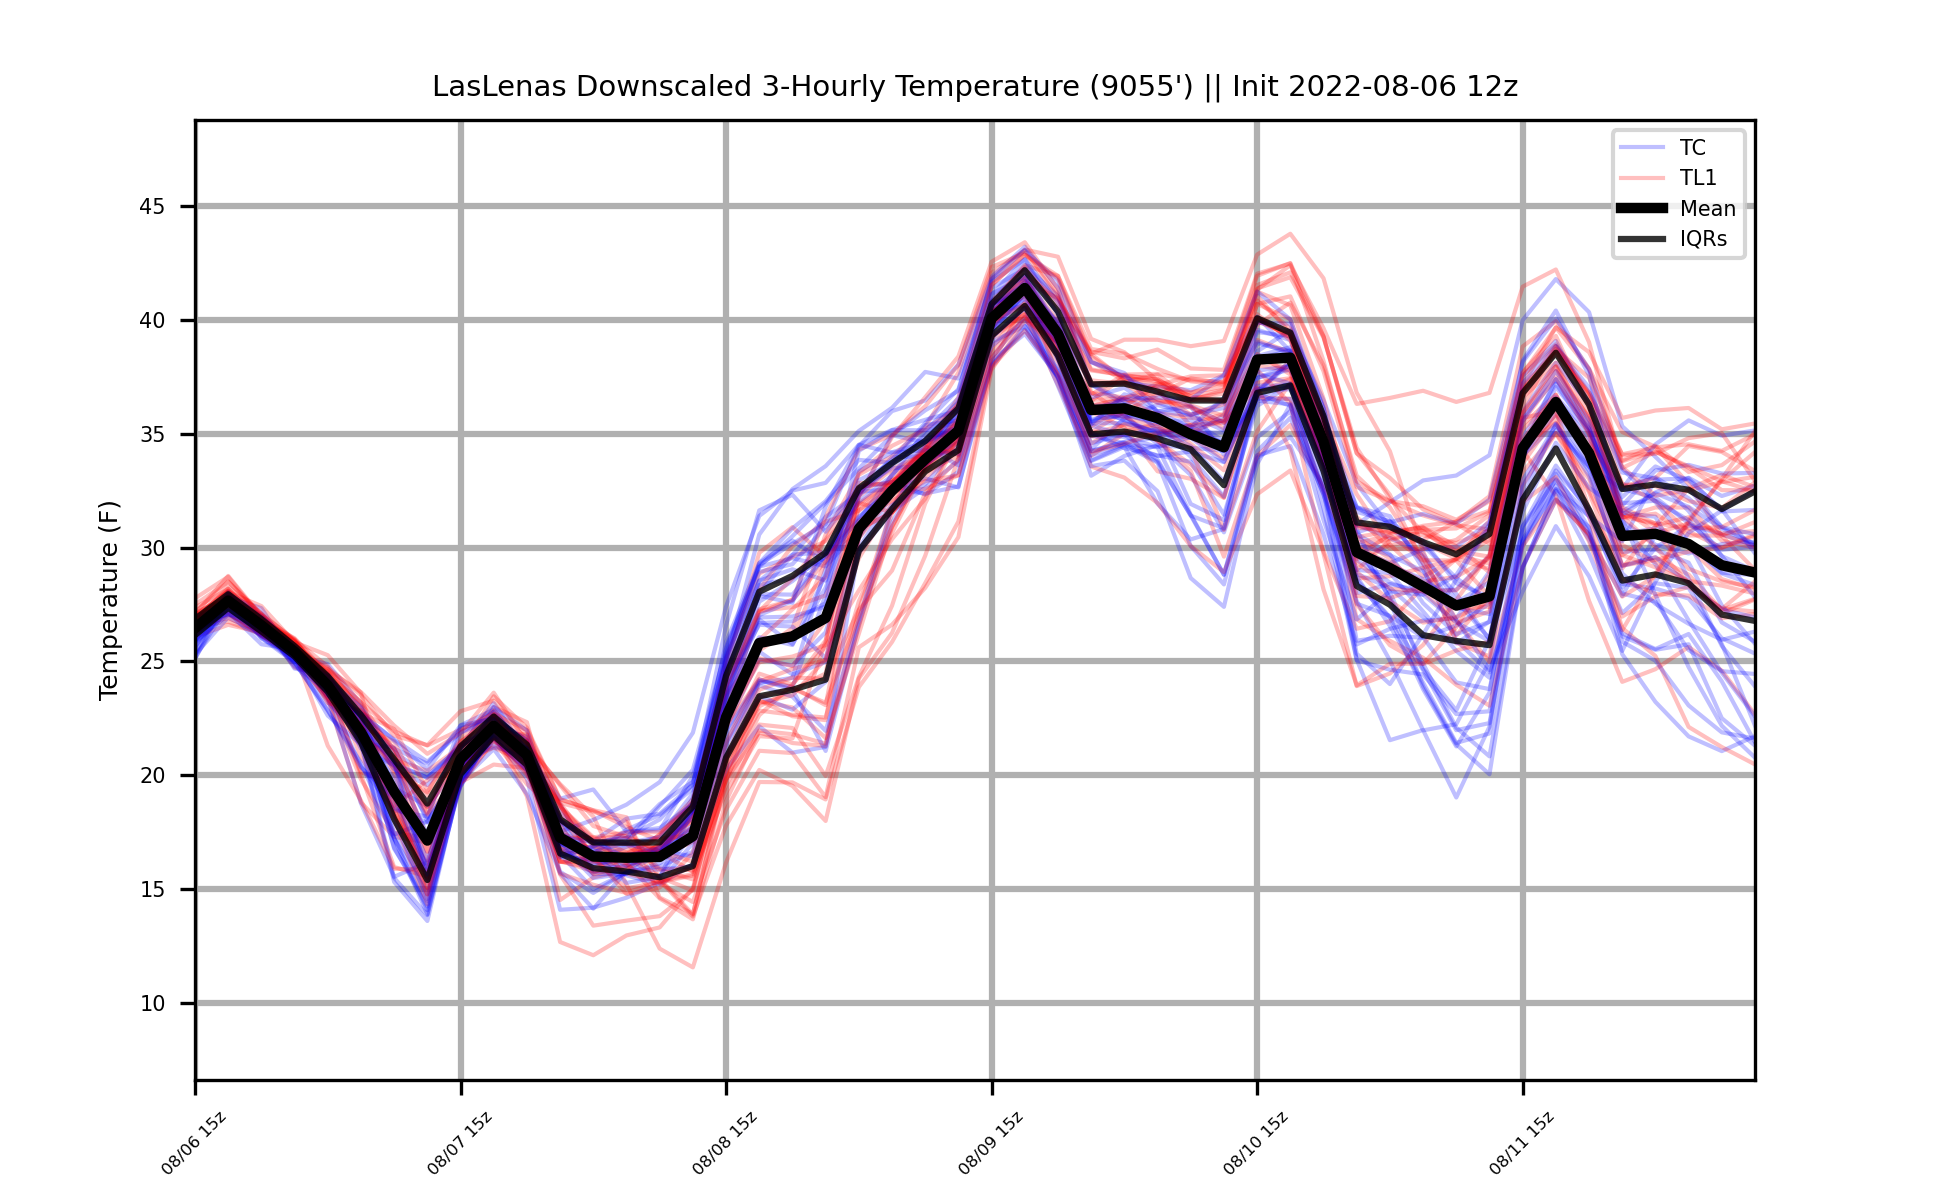 LasLenas Downscaled 3-Hourly Temperature (9055') || Init 2022-08-06 12z
TC
TL1
Mean
IQRs
Temperature (F)
45
40
35
30
25
20
15
10
08/06 15z
08/07 15z
08/08 15z
08/09 15z
08/10 15z
08/11 15z